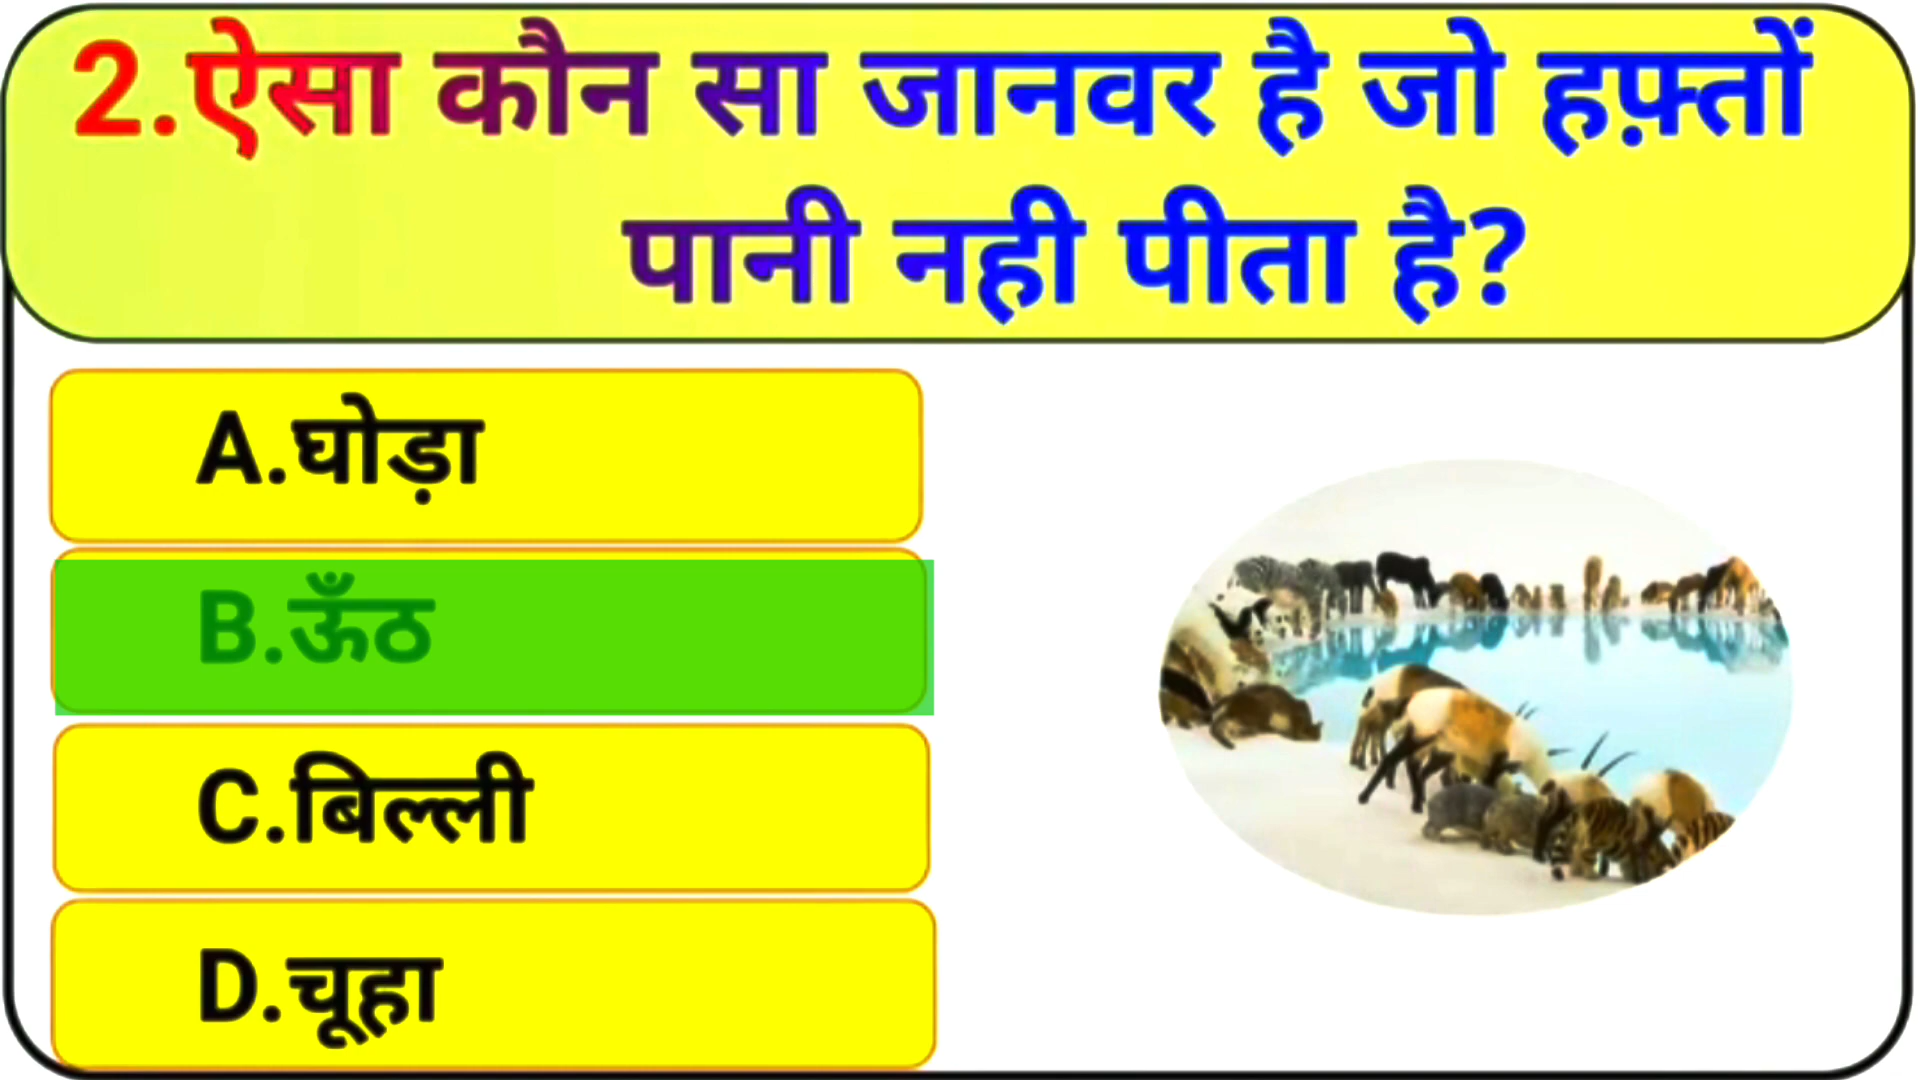 2.ऐसा कौन सा जानवर है जो हफ़्तों
पानी नही पीता है?
A.घोड़ा
B.ऊँठ
C.बिल्ली
D.चूहा